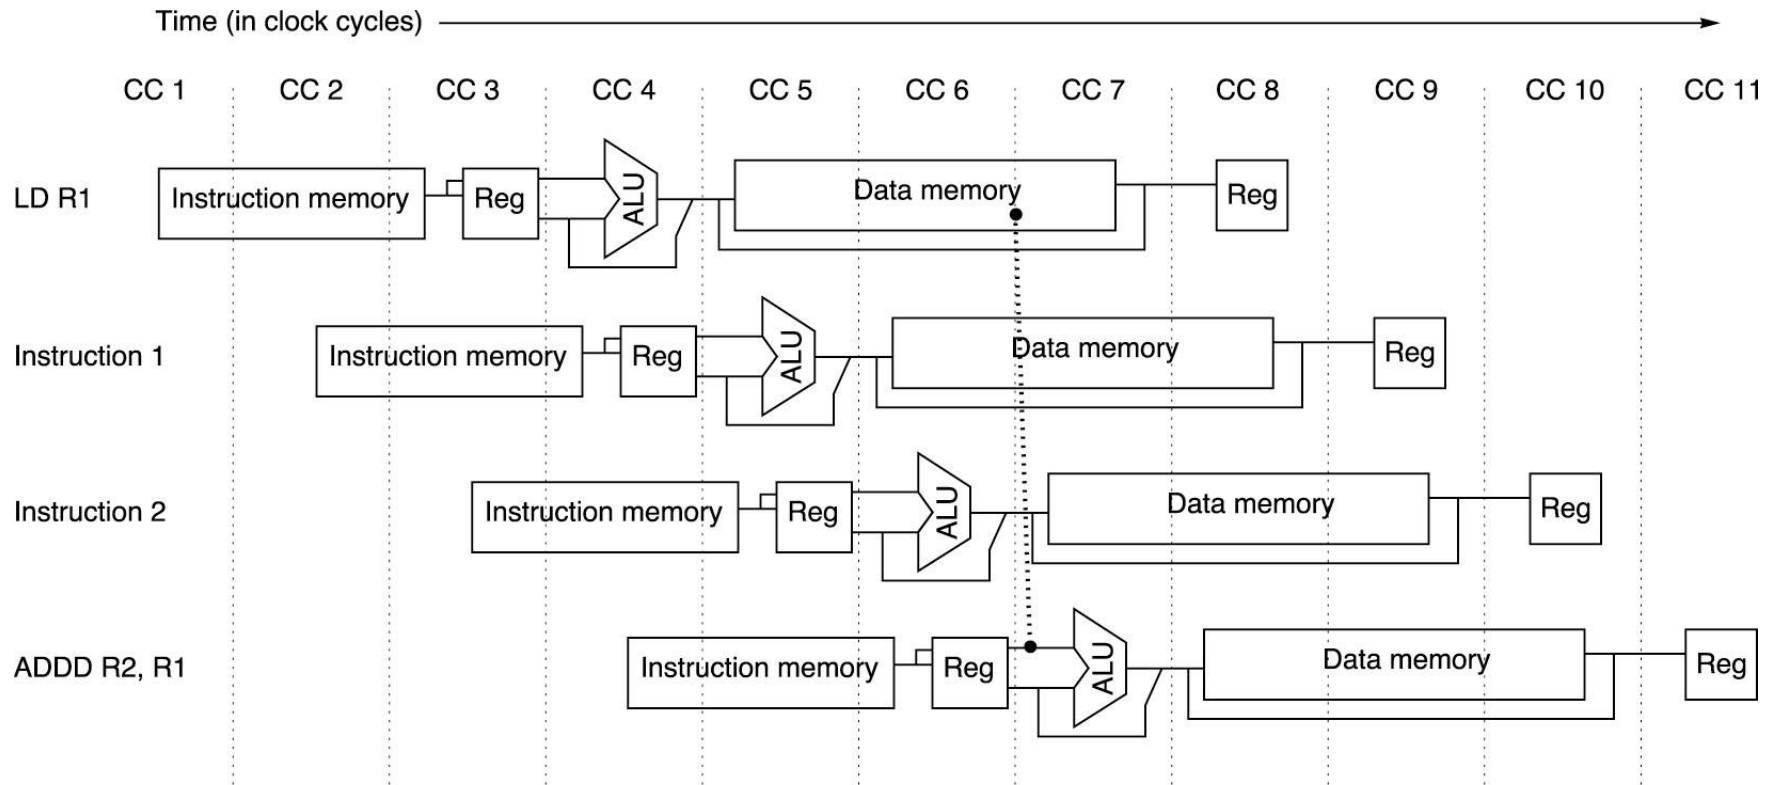 Time (in clock cycles)
CC 1 CC 2 CC 3 CC 4 CC 5 CC 6 CC 7 CC 8 CC 9 CC 10 CC 11
LD R1 Instruction memory Reg ALU Data memory Reg
Instruction 1 Instruction memory Reg ALU Data memory Reg
Instruction 2 Instruction memory Reg ALU Data memory Reg
ADDD R2, R1 Instruction memory Reg ALU Data memory Reg